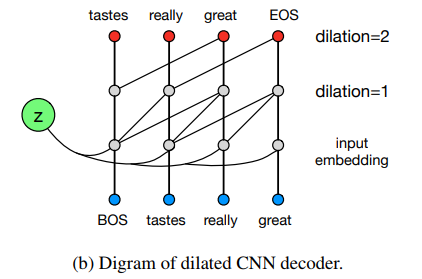 tastes really great EOS
dilation=2
dilation=1
z
input
embedding
BOS tastes really great
(b) Digram of dilated CNN decoder.